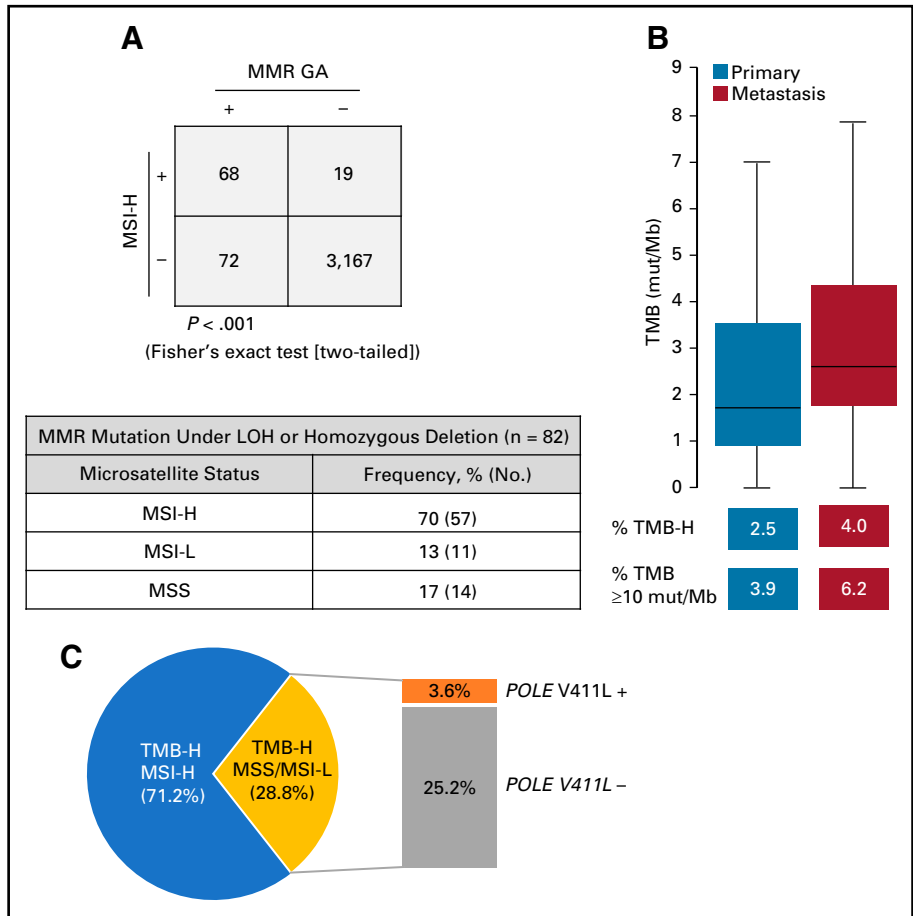 A
MMR GA
+ −
MSI-H
+ 68 19
− 72 3,167
P < .001
(Fisher's exact test [two-tailed])
MMR Mutation Under LOH or Homozygous Deletion (n = 82)
Microsatellite Status Frequency, % (No.)
MSI-H 70 (57)
MSI-L 13 (11)
MSS 17 (14)
B
Primary
Metastasis
TMB (mut/Mb)
9
8
7
6
5
4
3
2
1
0
% TMB-H 2.5 4.0
% TMB
≥10 mut/Mb 3.9 6.2
C
TMB-H
MSI-H
(71.2%)
TMB-H
MSS/MSI-L
(28.8%)
3.6% POLE V411L +
25.2% POLE V411L −